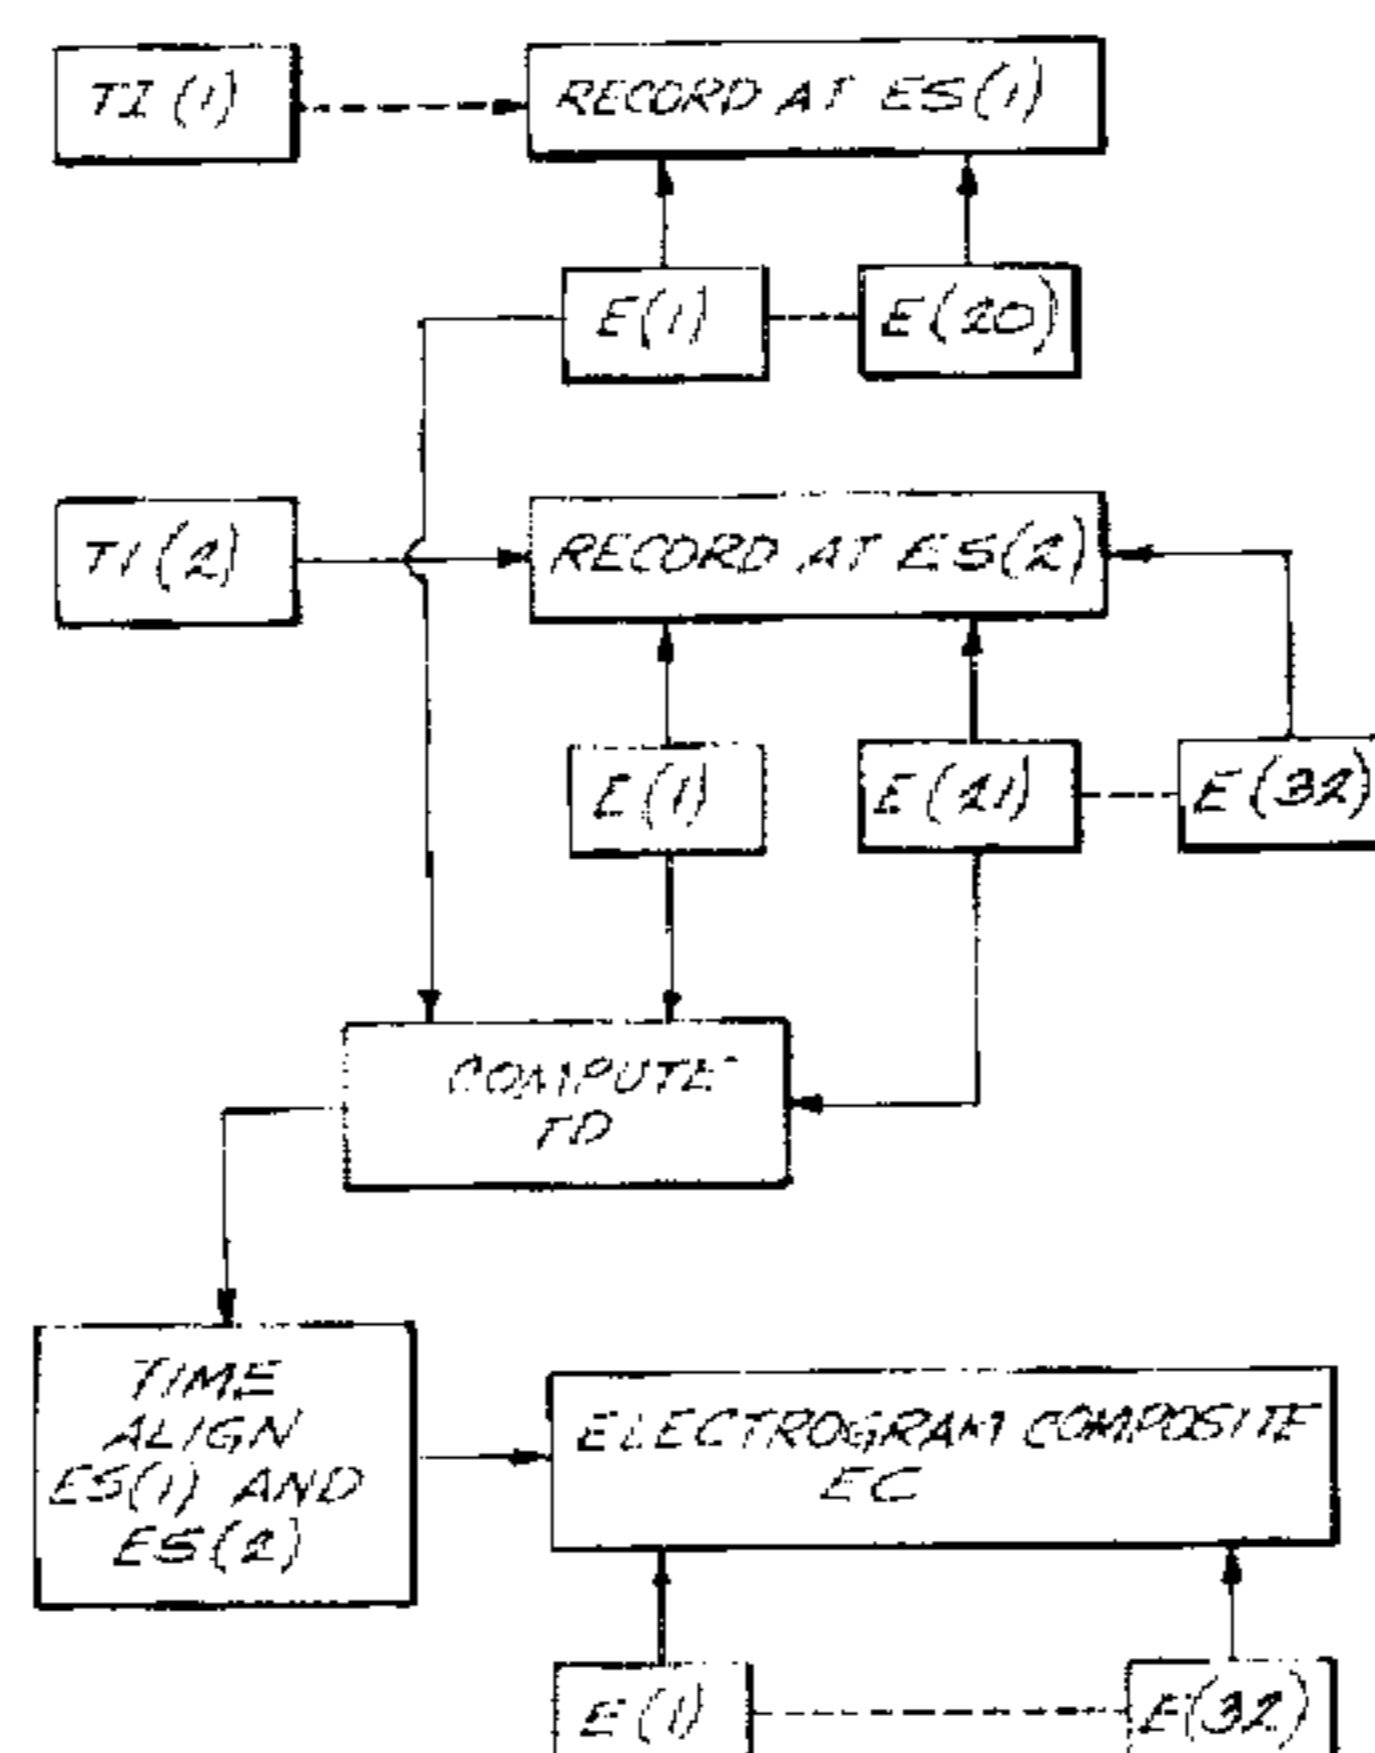 TI (1)
RECORD AT ES(1)
E(1)
E(20)
TI (2)
RECORD AT ES(2)
E(1)
E(21)
E(32)
COMPUTE
TD
TIME
ALIGN
ES(1) AND
ES(2)
ELECTROGRAM COMPOSITE
EC
E(1)
E(32)